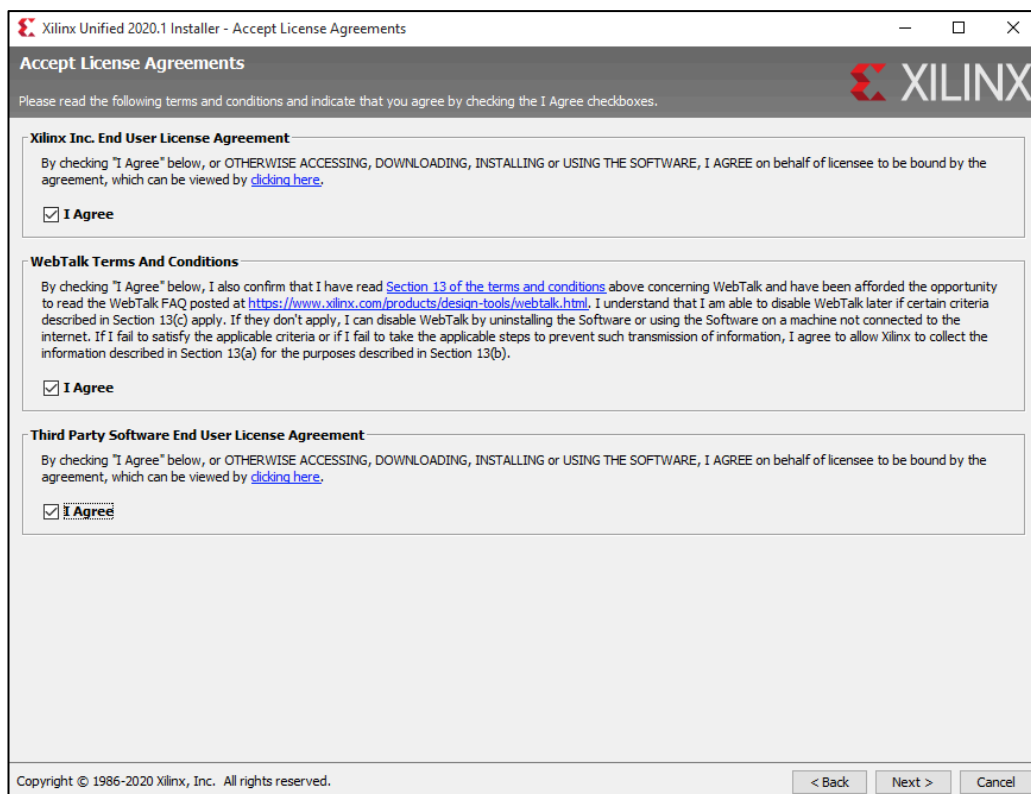 Xilinx Unified 2020.1 Installer - Accept License Agreements
Accept License Agreements
XILINX
Please read the following terms and conditions and indicate that you agree by checking the I Agree checkboxes.
Xilinx Inc. End User License Agreement
By checking "I Agree" below, or OTHERWISE ACCESSING, DOWNLOADING, INSTALLING or USING THE SOFTWARE, I AGREE on behalf of licensee to be bound by the
agreement, which can be viewed by clicking here.
I Agree
WebTalk Terms And Conditions
By checking "I Agree" below, I also confirm that I have read Section 13 of the terms and conditions above concerning WebTalk and have been afforded the opportunity
to read the WebTalk FAQ posted at https://www.xilinx.com/products/design-tools/webtalk.html. I understand that I am able to disable WebTalk later if certain criteria
described in Section 13(c) apply. If they don't apply, I can disable WebTalk by uninstalling the Software or using the Software on a machine not connected to the
internet. If I fail to satisfy the applicable criteria or if I fail to take the applicable steps to prevent such transmission of information, I agree to allow Xilinx to collect the
information described in Section 13(a) for the purposes described in Section 13(b).
I Agree
Third Party Software End User License Agreement
By checking "I Agree" below, or OTHERWISE ACCESSING, DOWNLOADING, INSTALLING or USING THE SOFTWARE, I AGREE on behalf of licensee to be bound by the
agreement, which can be viewed by clicking here.
I Agree
Copyright © 1986-2020 Xilinx, Inc. All rights reserved.
< Back
Next >
Cancel